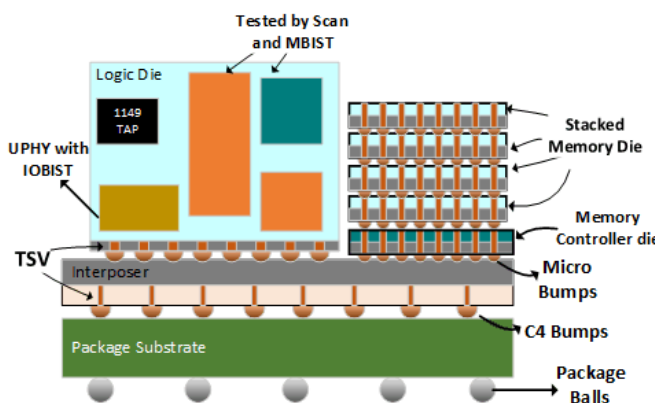 Tested by Scan
and MBIST
Logic Die
1149
TAP
UPHY with
IOBIST
Stacked
Memory Die
Memory
Controller die
TSV
Interposer
Micro
Bumps
C4 Bumps
Package Substrate
Package
Balls